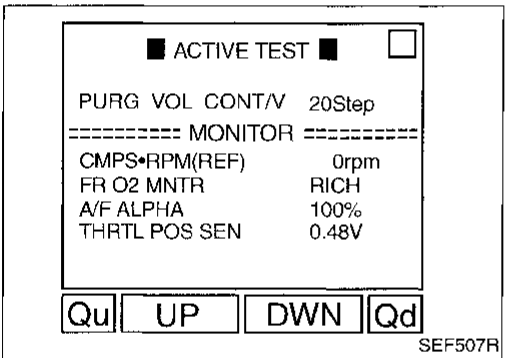 ■ ACTIVE TEST ■
PURG VOL CONT/V 20Step
========= MONITOR =========
CMPS•RPM(REF) 0rpm
FR O2 MNTR RICH
A/F ALPHA 100%
THRTL POS SEN 0.48V
Qu UP DWN Qd
SEF507R